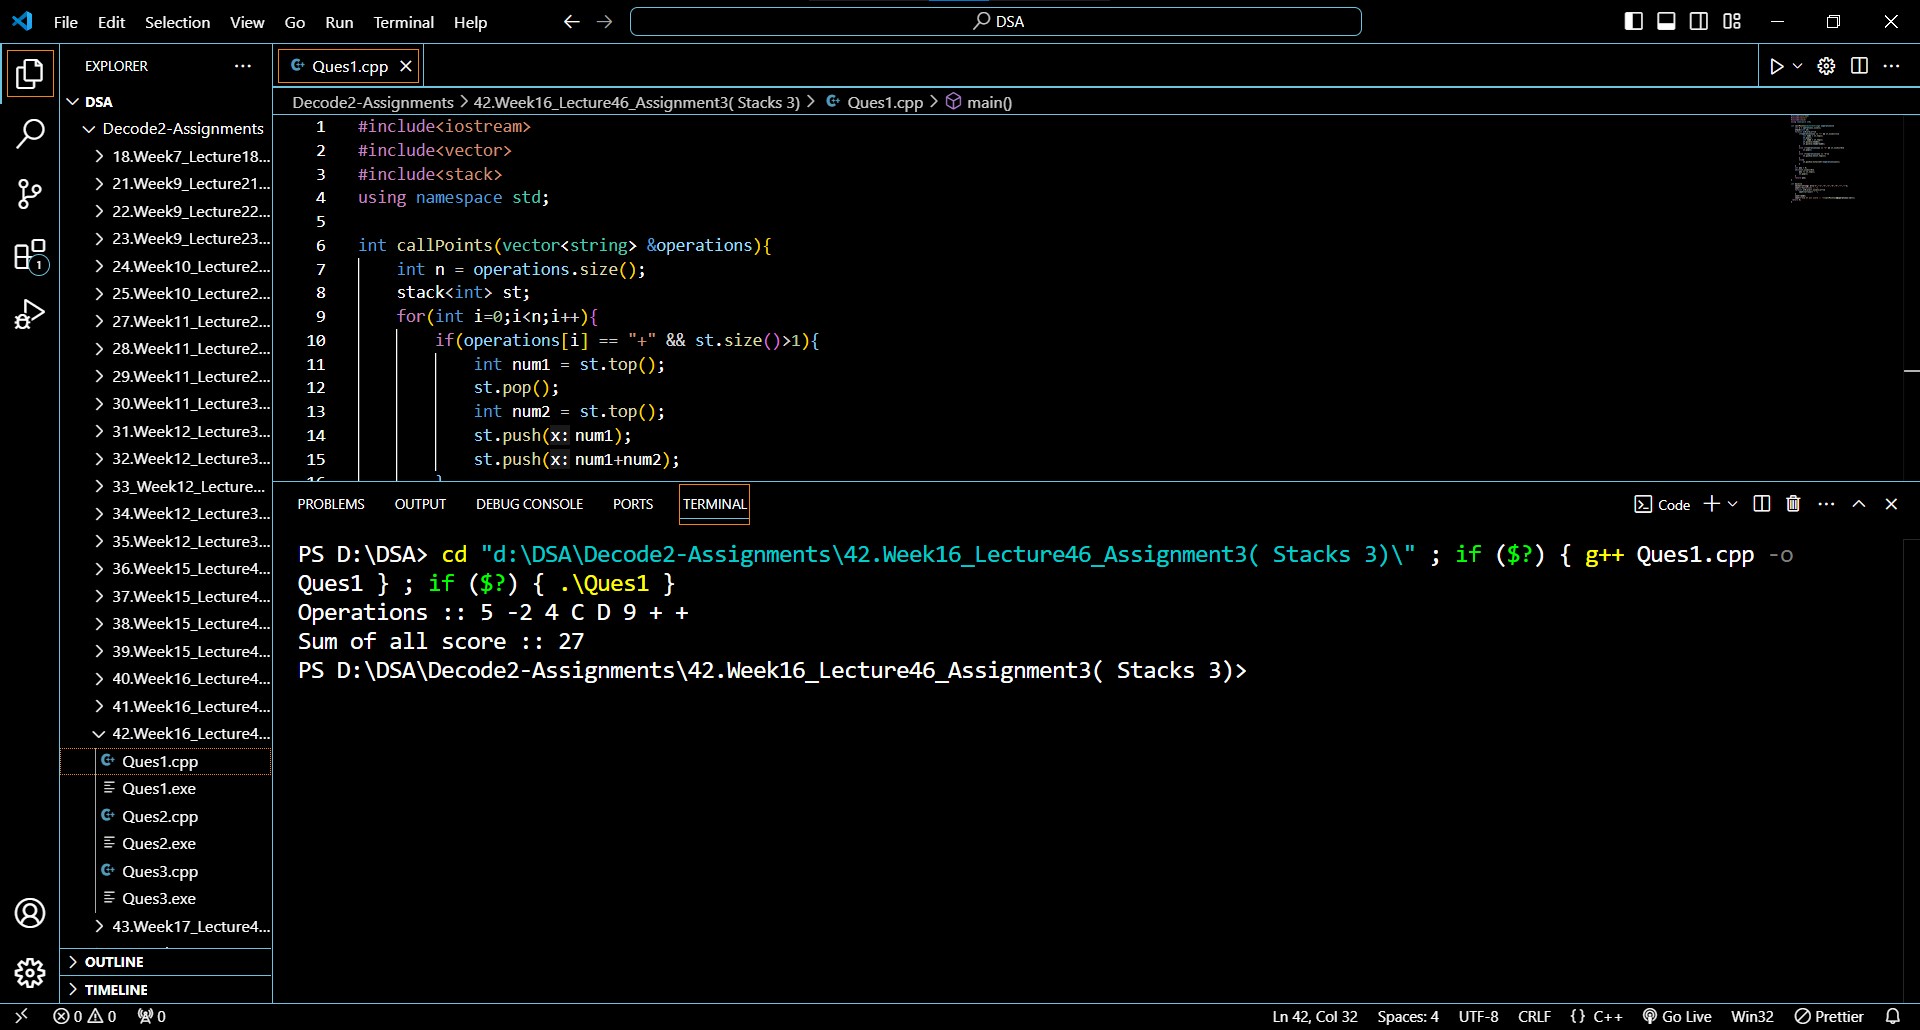 File Edit Selection View Go Run Terminal Help
DSA
EXPLORER
DSA
Decode2-Assignments
18.Week7_Lecture18...
21.Week9_Lecture21...
22.Week9_Lecture22...
23.Week9_Lecture23...
24.Week10_Lecture2...
25.Week10_Lecture2...
27.Week11_Lecture2...
28.Week11_Lecture2...
29.Week11_Lecture2...
30.Week11_Lecture3...
31.Week12_Lecture3...
32.Week12_Lecture3...
33_Week12_Lecture...
34.Week12_Lecture3...
35.Week12_Lecture3...
36.Week15_Lecture4...
37.Week15_Lecture4...
38.Week15_Lecture4...
39.Week15_Lecture4...
40.Week16_Lecture4...
41.Week16_Lecture4...
42.Week16_Lecture4...
Ques1.cpp
Ques1.exe
Ques2.cpp
Ques2.exe
Ques3.cpp
Ques3.exe
43.Week17_Lecture4...
OUTLINE
TIMELINE
1
Ques1.cpp
Decode2-Assignments > 42.Week16_Lecture46_Assignment3( Stacks 3) > Ques1.cpp > main()
1 #include<iostream>
2 #include<vector>
3 #include<stack>
4 using namespace std;
5
6 int callPoints(vector<string> &operations){
7 int n = operations.size();
8 stack<int> st;
9 for(int i=0;i<n;i++){
10 if(operations[i] == "+" && st.size()>1){
11 int num1 = st.top();
12 st.pop();
13 int num2 = st.top();
14 st.push(x: num1);
15 st.push(x: num1+num2);
PROBLEMS OUTPUT DEBUG CONSOLE PORTS TERMINAL
Code
PS D:\DSA> cd "d:\DSA\Decode2-Assignments\42.Week16_Lecture46_Assignment3( Stacks 3)\" ; if ($?) { g++ Ques1.cpp -o
Ques1 } ; if ($?) { .\Ques1 }
Operations :: 5 -2 4 C D 9 + +
Sum of all score :: 27
PS D:\DSA\Decode2-Assignments\42.Week16_Lecture46_Assignment3( Stacks 3)>
0 0 0
Ln 42, Col 32 Spaces: 4 UTF-8 CRLF {} C++ Go Live Win32 Prettier